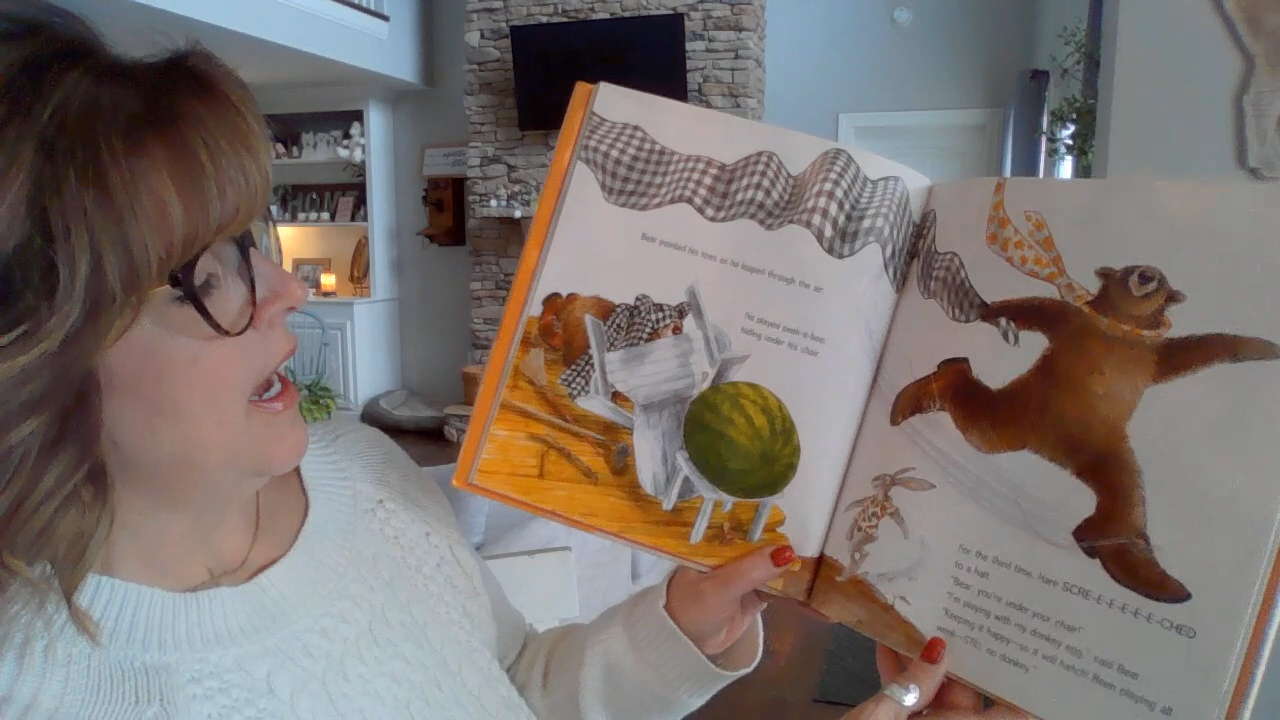 Bear pointed his toes as he leaped through the air.
He played peek-a-boo,
hiding under his chair.
For the third time, Hare SCRE-E-E-E-E-E-CHED
to a halt.
"Bear, you're under your chair!"
"I'm playing with my donkey egg," said Bear.
"Keeping it happy—so it will hatch! Been playing all
week—STILL no donkey."